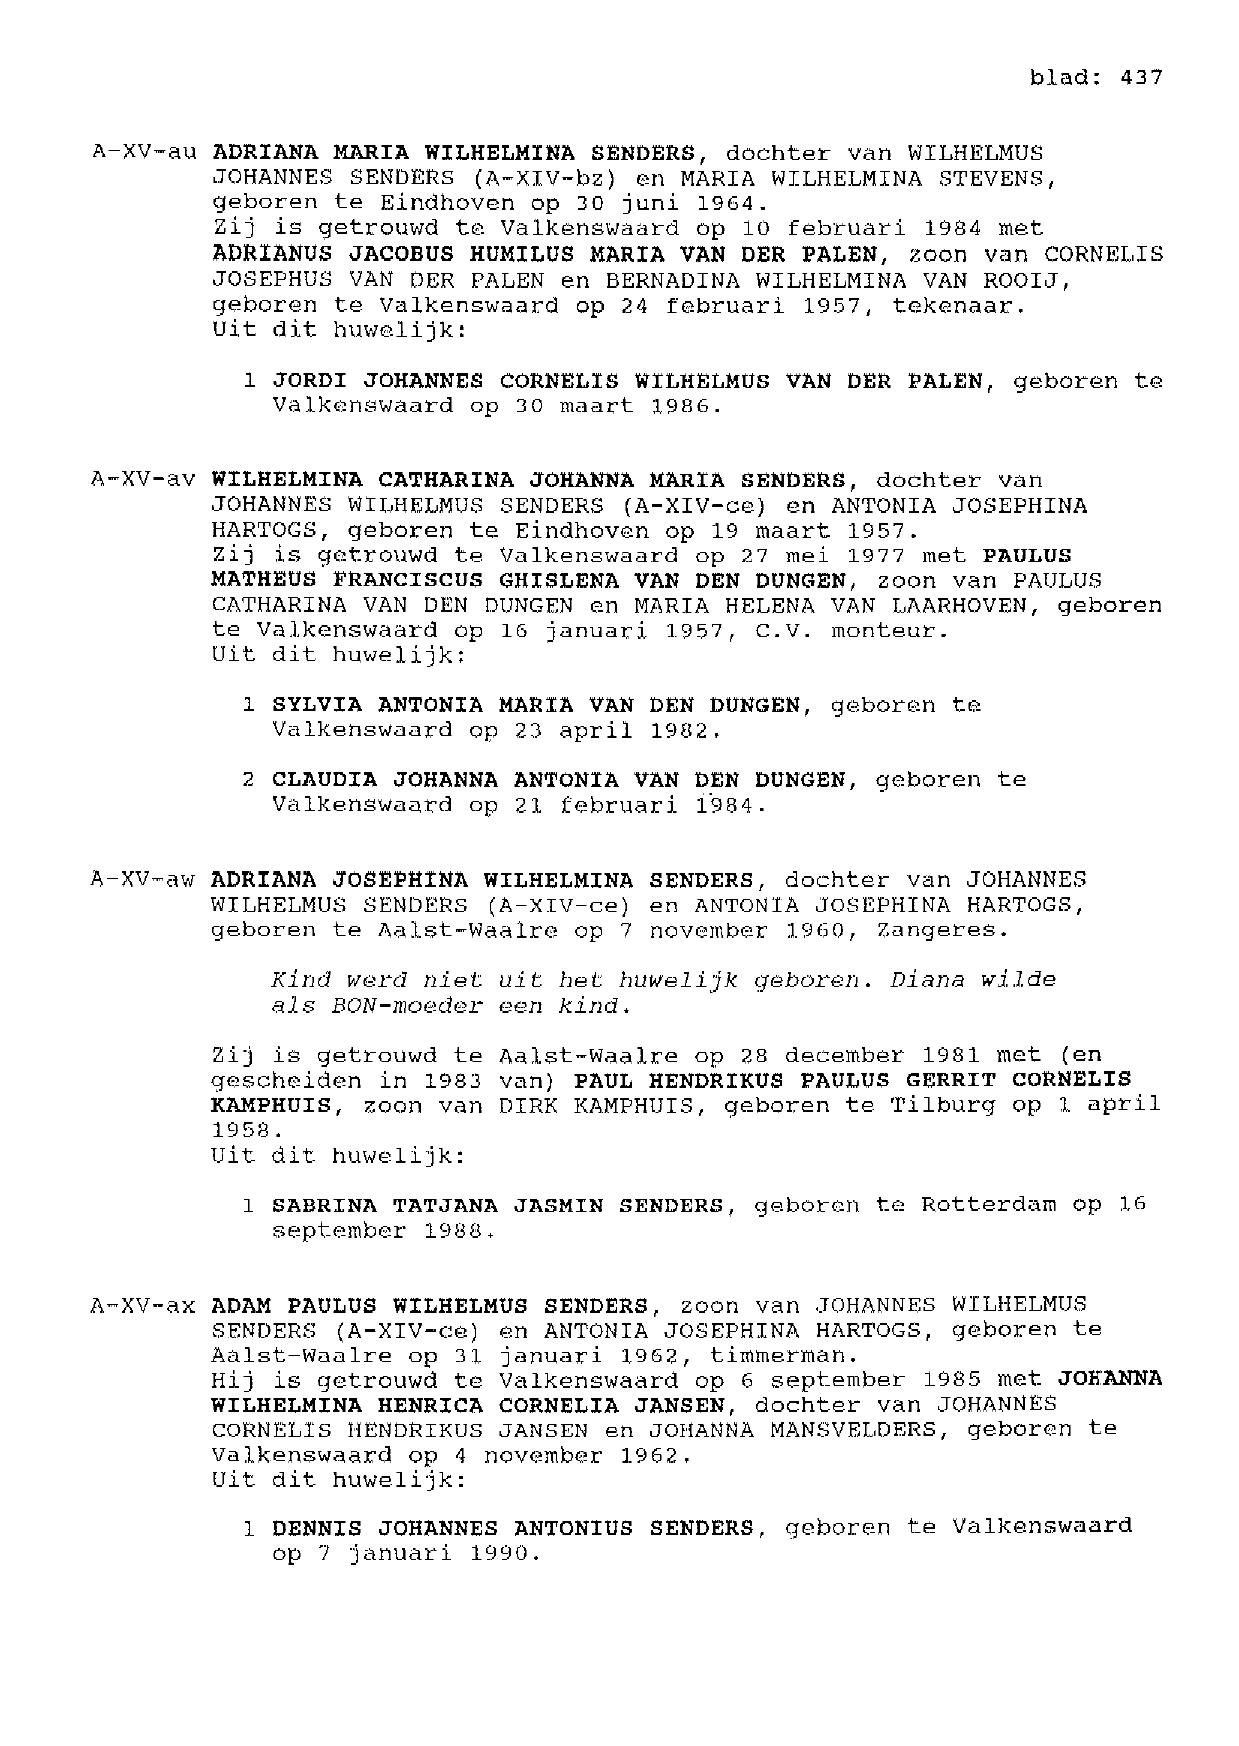 blad: 437
A-XV-au ADRIANA MARIA WILHELMINA SENDERS, dochter van WILHELMUS
JOHANNES SENDERS (A-XIV-bz) en MARIA WILHELMINA STEVENS,
geboren te Eindhoven op 30 juni 1964.
Zij is getrouwd te Valkenswaard op 10 februari 1984 met
ADRIANUS JACOBUS HUMILUS MARIA VAN DER PALEN, zoon van CORNELIS
JOSEPHUS VAN DER PALEN en BERNADINA WILHELMINA VAN ROOIJ,
geboren te Valkenswaard op 24 februari 1957, tekenaar.
Uit dit huwelijk:
1 JORDI JOHANNES CORNELIS WILHELMUS VAN DER PALEN, geboren te
Valkenswaard op 30 maart 1986.
A-XV-av WILHELMINA CATHARINA JOHANNA MARIA SENDERS, dochter van
JOHANNES WILHELMUS SENDERS (A-XIV-ce) en ANTONIA JOSEPHINA
HARTOGS, geboren te Eindhoven op 19 maart 1957.
Zij is getrouwd te Valkenswaard op 27 mei 1977 met PAULUS
MATHEUS FRANCISCUS GHISLENA VAN DEN DUNGEN, zoon van PAULUS
CATHARINA VAN DEN DUNGEN en MARIA HELENA VAN LAARHOVEN, geboren
te Valkenswaard op 16 januari 1957, C.V. monteur.
Uit dit huwelijk:
1 SYLVIA ANTONIA MARIA VAN DEN DUNGEN, geboren te
Valkenswaard op 23 april 1982.
2 CLAUDIA JOHANNA ANTONIA VAN DEN DUNGEN, geboren te
Valkenswaard op 21 februari 1984.
A-XV-aw ADRIANA JOSEPHINA WILHELMINA SENDERS, dochter van JOHANNES
WILHELMUS SENDERS (A-XIV-ce) en ANTONIA JOSEPHINA HARTOGS,
geboren te Aalst-Waalre op 7 november 1960, Zangeres.
Kind werd niet uit het huwelijk geboren. Diana wilde
als BON-moeder een kind.
Zij is getrouwd te Aalst-Waalre op 28 december 1981 met (en
gescheiden in 1983 van) PAUL HENDRIKUS PAULUS GERRIT CORNELIS
KAMPHUIS, zoon van DIRK KAMPHUIS, geboren te Tilburg op 1 april
1958.
Uit dit huwelijk:
1 SABRINA TATJANA JASMIN SENDERS, geboren te Rotterdam op 16
september 1988.
A-XV-ax ADAM PAULUS WILHELMUS SENDERS, zoon van JOHANNES WILHELMUS
SENDERS (A-XIV-ce) en ANTONIA JOSEPHINA HARTOGS, geboren te
Aalst-Waalre op 31 januari 1962, timmerman.
Hij is getrouwd te Valkenswaard op 6 september 1985 met JOHANNA
WILHELMINA HENRICA CORNELIA JANSEN, dochter van JOHANNES
CORNELIS HENDRIKUS JANSEN en JOHANNA MANSVELDERS, geboren te
Valkenswaard op 4 november 1962.
Uit dit huwelijk:
1 DENNIS JOHANNES ANTONIUS SENDERS, geboren te Valkenswaard
op 7 januari 1990.